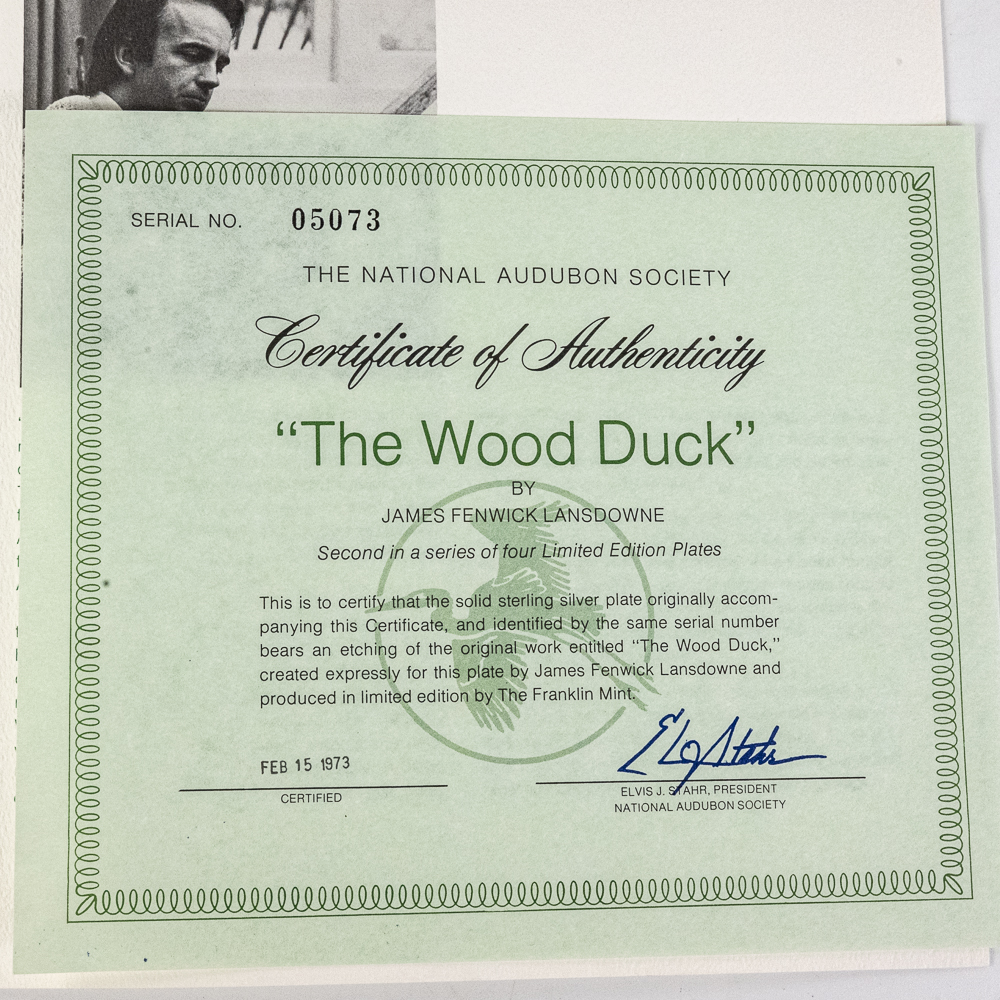 SERIAL NO. 05073
THE NATIONAL AUDUBON SOCIETY
Certificate of Authenticity
“The Wood Duck”
BY
JAMES FENWICK LANSDOWNE
Second in a series of four Limited Edition Plates
This is to certify that the solid sterling silver plate originally accom-
panying this Certificate, and identified by the same serial number
bears an etching of the original work entitled “The Wood Duck,”
created expressly for this plate by James Fenwick Lansdowne and
produced in limited edition by The Franklin Mint.
FEB 15 1973
CERTIFIED
ELVIS J. STAHR, PRESIDENT
NATIONAL AUDUBON SOCIETY